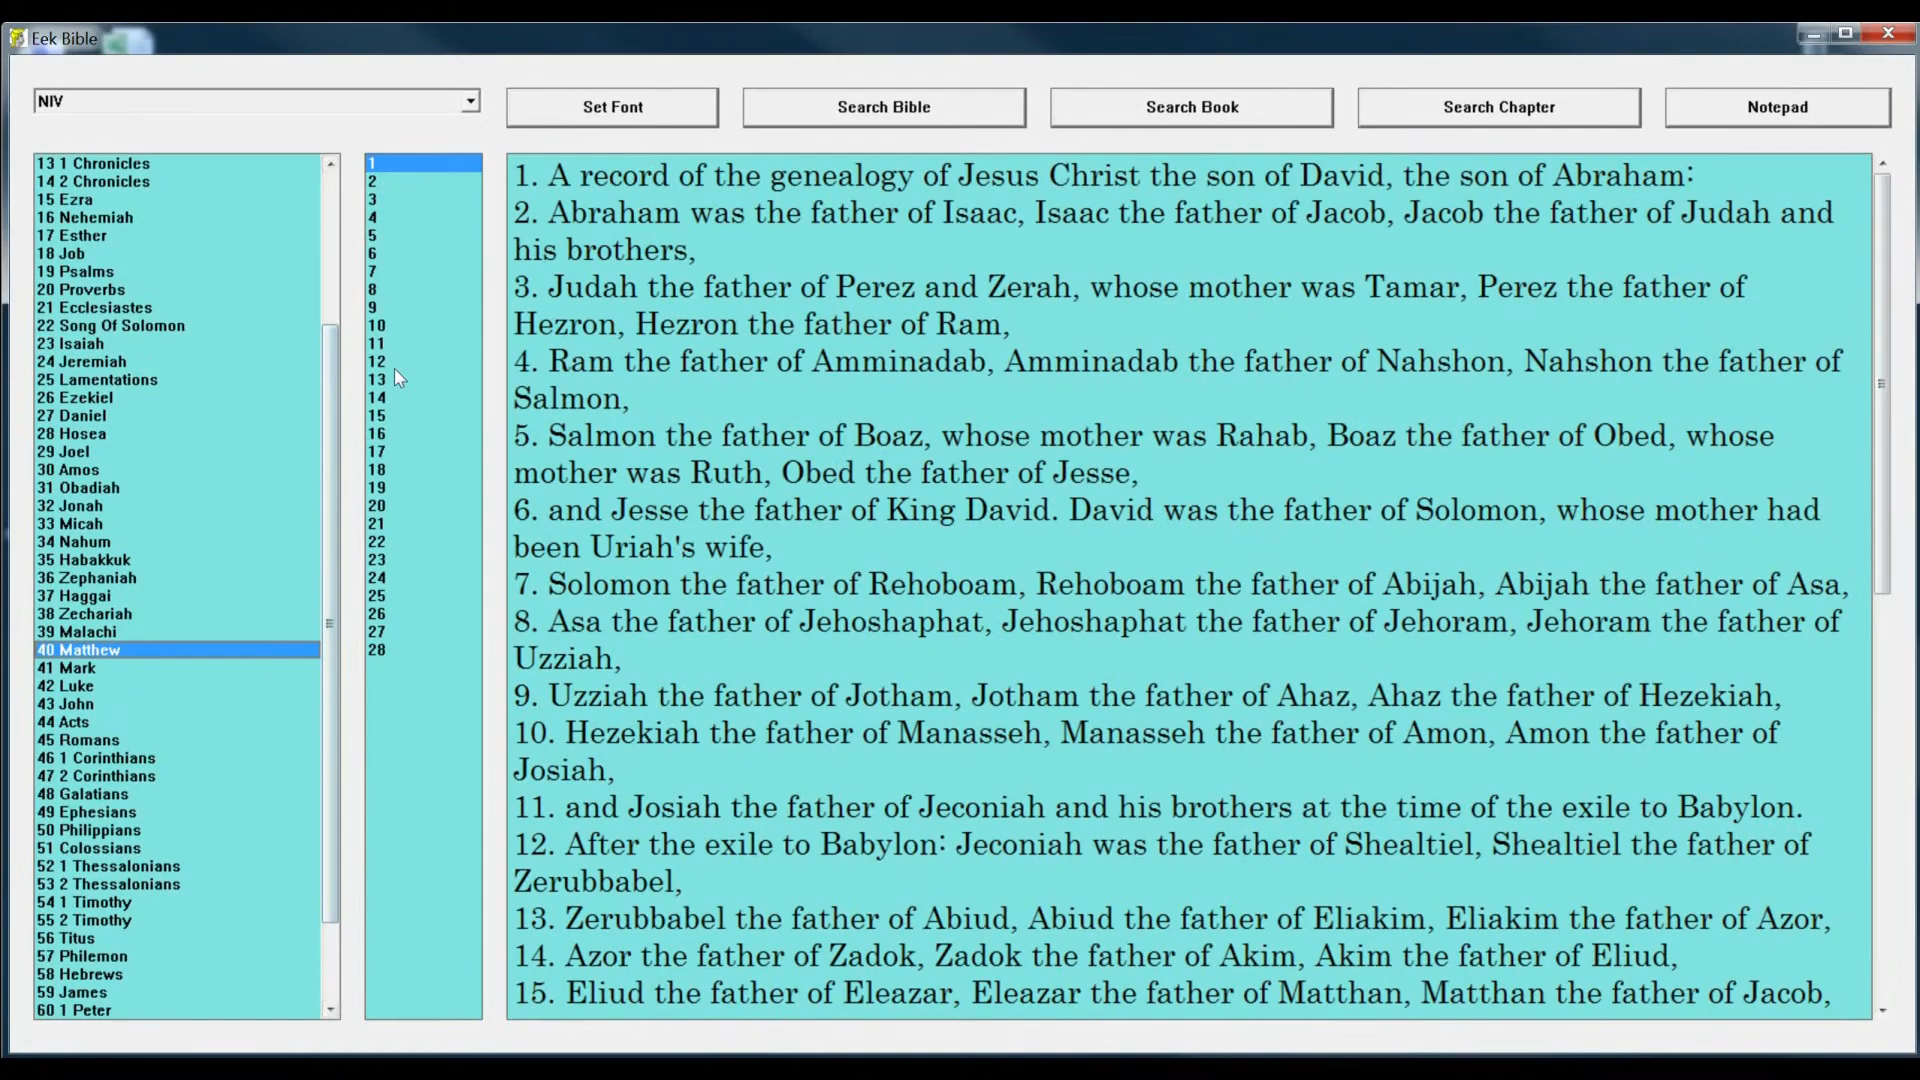 Eek Bible
NIV
Set Font
Search Bible
Search Book
Search Chapter
Notepad
13 1 Chronicles
14 2 Chronicles
15 Ezra
16 Nehemiah
17 Esther
18 Job
19 Psalms
20 Proverbs
21 Ecclesiastes
22 Song Of Solomon
23 Isaiah
24 Jeremiah
25 Lamentations
26 Ezekiel
27 Daniel
28 Hosea
29 Joel
30 Amos
31 Obadiah
32 Jonah
33 Micah
34 Nahum
35 Habakkuk
36 Zephaniah
37 Haggai
38 Zechariah
39 Malachi
40 Matthew
41 Mark
42 Luke
43 John
44 Acts
45 Romans
46 1 Corinthians
47 2 Corinthians
48 Galatians
49 Ephesians
50 Philippians
51 Colossians
52 1 Thessalonians
53 2 Thessalonians
54 1 Timothy
55 2 Timothy
56 Titus
57 Philemon
58 Hebrews
59 James
60 1 Peter
1
2
3
4
5
6
7
8
9
10
11
12
13
14
15
16
17
18
19
20
21
22
23
24
25
26
27
28
1. A record of the genealogy of Jesus Christ the son of David, the son of Abraham:
2. Abraham was the father of Isaac, Isaac the father of Jacob, Jacob the father of Judah and
his brothers,
3. Judah the father of Perez and Zerah, whose mother was Tamar, Perez the father of
Hezron, Hezron the father of Ram,
4. Ram the father of Amminadab, Amminadab the father of Nahshon, Nahshon the father of
Salmon,
5. Salmon the father of Boaz, whose mother was Rahab, Boaz the father of Obed, whose
mother was Ruth, Obed the father of Jesse,
6. and Jesse the father of King David. David was the father of Solomon, whose mother had
been Uriah's wife,
7. Solomon the father of Rehoboam, Rehoboam the father of Abijah, Abijah the father of Asa,
8. Asa the father of Jehoshaphat, Jehoshaphat the father of Jehoram, Jehoram the father of
Uzziah,
9. Uzziah the father of Jotham, Jotham the father of Ahaz, Ahaz the father of Hezekiah,
10. Hezekiah the father of Manasseh, Manasseh the father of Amon, Amon the father of
Josiah,
11. and Josiah the father of Jeconiah and his brothers at the time of the exile to Babylon.
12. After the exile to Babylon: Jeconiah was the father of Shealtiel, Shealtiel the father of
Zerubbabel,
13. Zerubbabel the father of Abiud, Abiud the father of Eliakim, Eliakim the father of Azor,
14. Azor the father of Zadok, Zadok the father of Akim, Akim the father of Eliud,
15. Eliud the father of Eleazar, Eleazar the father of Matthan, Matthan the father of Jacob,